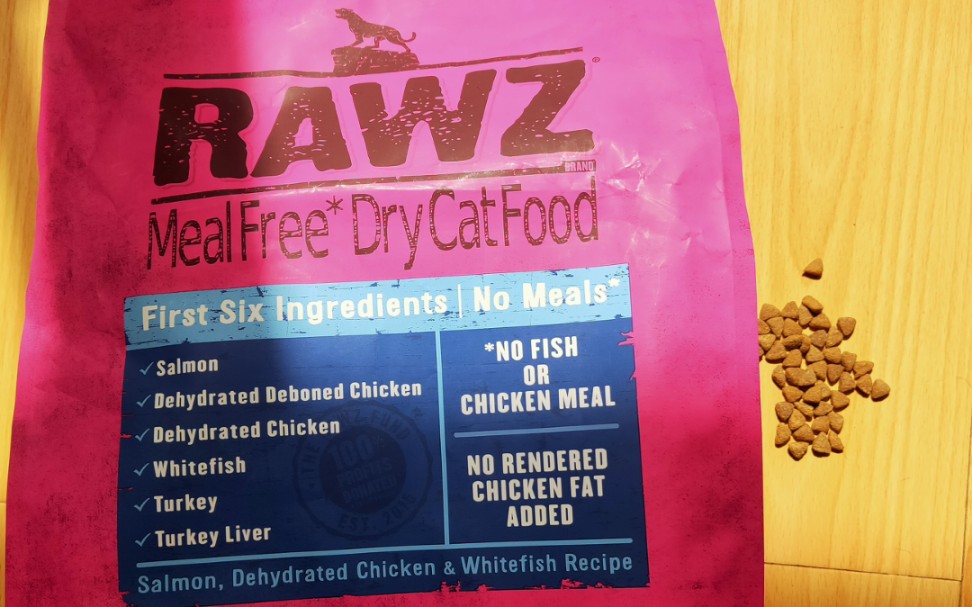 RAWZ
BRAND
Meal Free* Dry Cat Food
First Six Ingredients | No Meals*
✓ Salmon
✓ Dehydrated Deboned Chicken
✓ Dehydrated Chicken
✓ Whitefish
✓ Turkey
✓ Turkey Liver
*NO FISH
OR
CHICKEN MEAL
NO RENDERED
CHICKEN FAT
ADDED
Salmon, Dehydrated Chicken & Whitefish Recipe